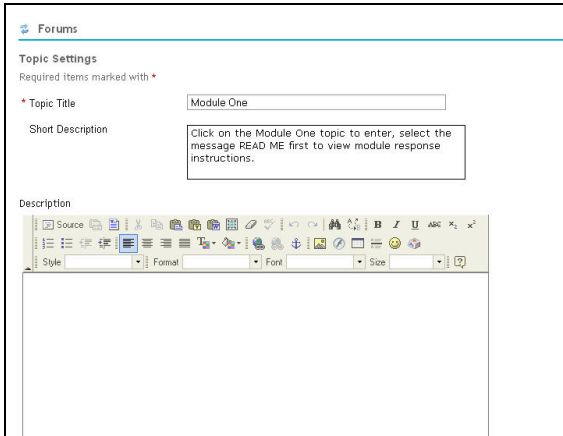 Forums
Topic Settings
Required items marked with *
* Topic Title Module One
Short Description
Click on the Module One topic to enter, select the
message READ ME first to view module response
instructions.
Description
Source B I U ABC x₂ x²
Style Format Font Size